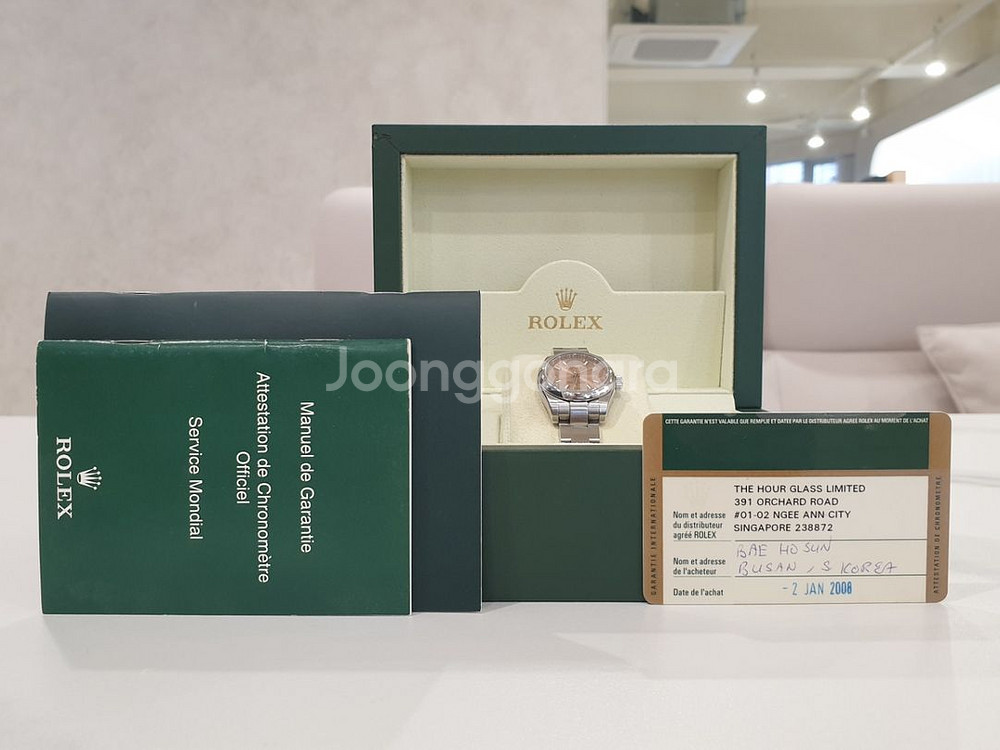 ROLEX
Joonggonara
Manuel de Garantie
Attestation de Chronomètre
Officiel
Service Mondial
ROLEX
CETTE GARANTIE N'EST VALABLE QUE REMPLIE ET DATEE PAR LE DISTRIBUTEUR AGREE ROLEX AU MOMENT DE L'ACHAT
GARANTIE INTERNATIONALE
Nom et adresse
du distributeur
agréé ROLEX
THE HOUR GLASS LIMITED
391 ORCHARD ROAD
#01-02 NGEE ANN CITY
SINGAPORE 238872
Nom et adresse
de l'acheteur
BAE HO SUN
BUSAN, S KOREA
Date de l'achat
- 2 JAN 2008
ATTESTATION DE CHRONOMETRE